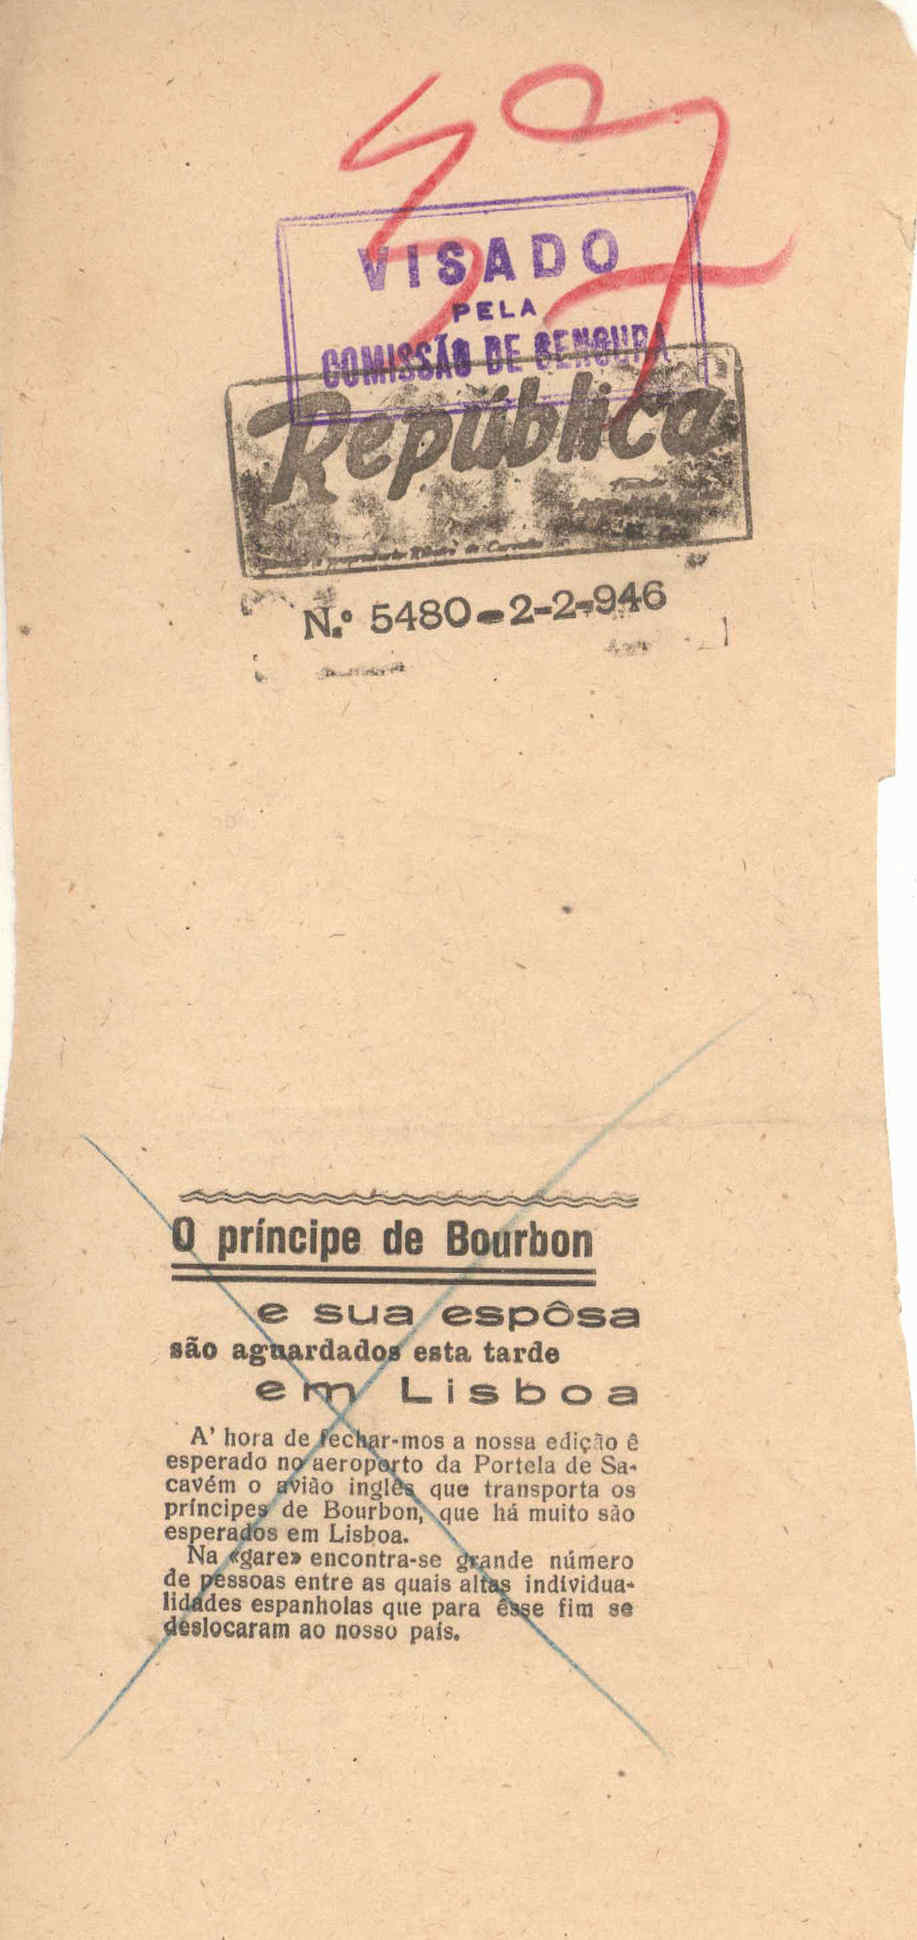 57
VISADO
PELA
COMISSÃO DE CENSURA
República
N.º 5480-2-2-946
O príncipe de Bourbon
e sua espôsa
são aguardados esta tarde
em Lisboa
A' hora de fechar-mos a nossa edição ê
esperado no aeroporto da Portela de Sa-
cavém o avião inglês que transporta os
príncipes de Bourbon, que há muito são
esperados em Lisboa.
Na «gare» encontra-se grande número
de pessoas entre as quais altas individua-
lidades espanholas que para êsse fim se
deslocaram ao nosso país.